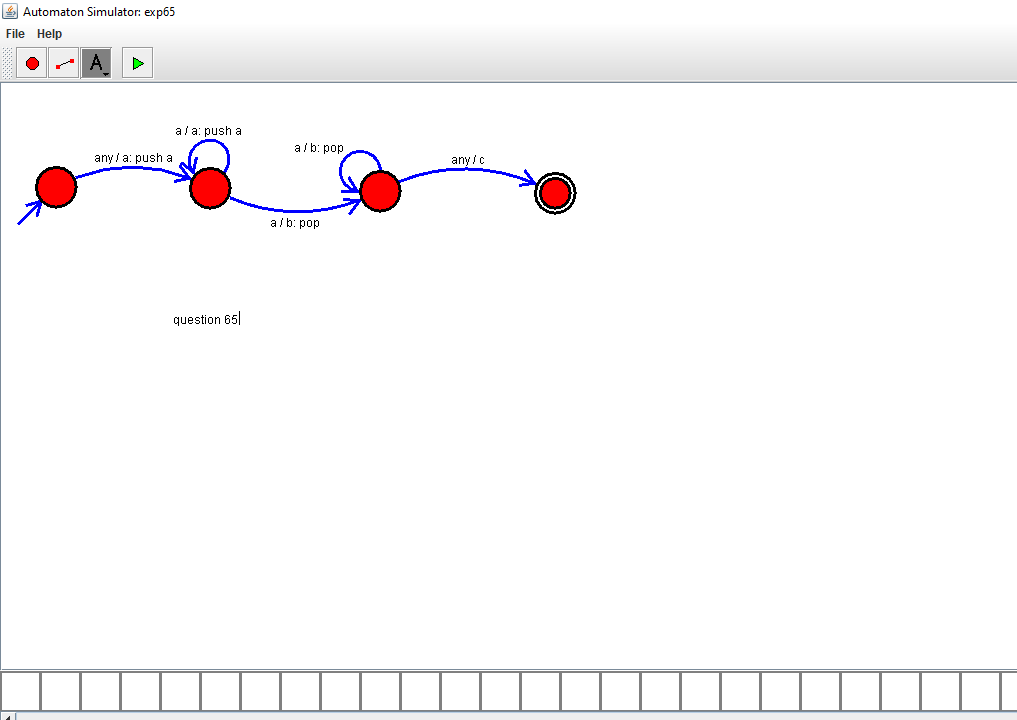 Automaton Simulator: exp65
File Help
A
a / a: push a
a / b: pop
any / a: push a
any / c
a / b: pop
question 65